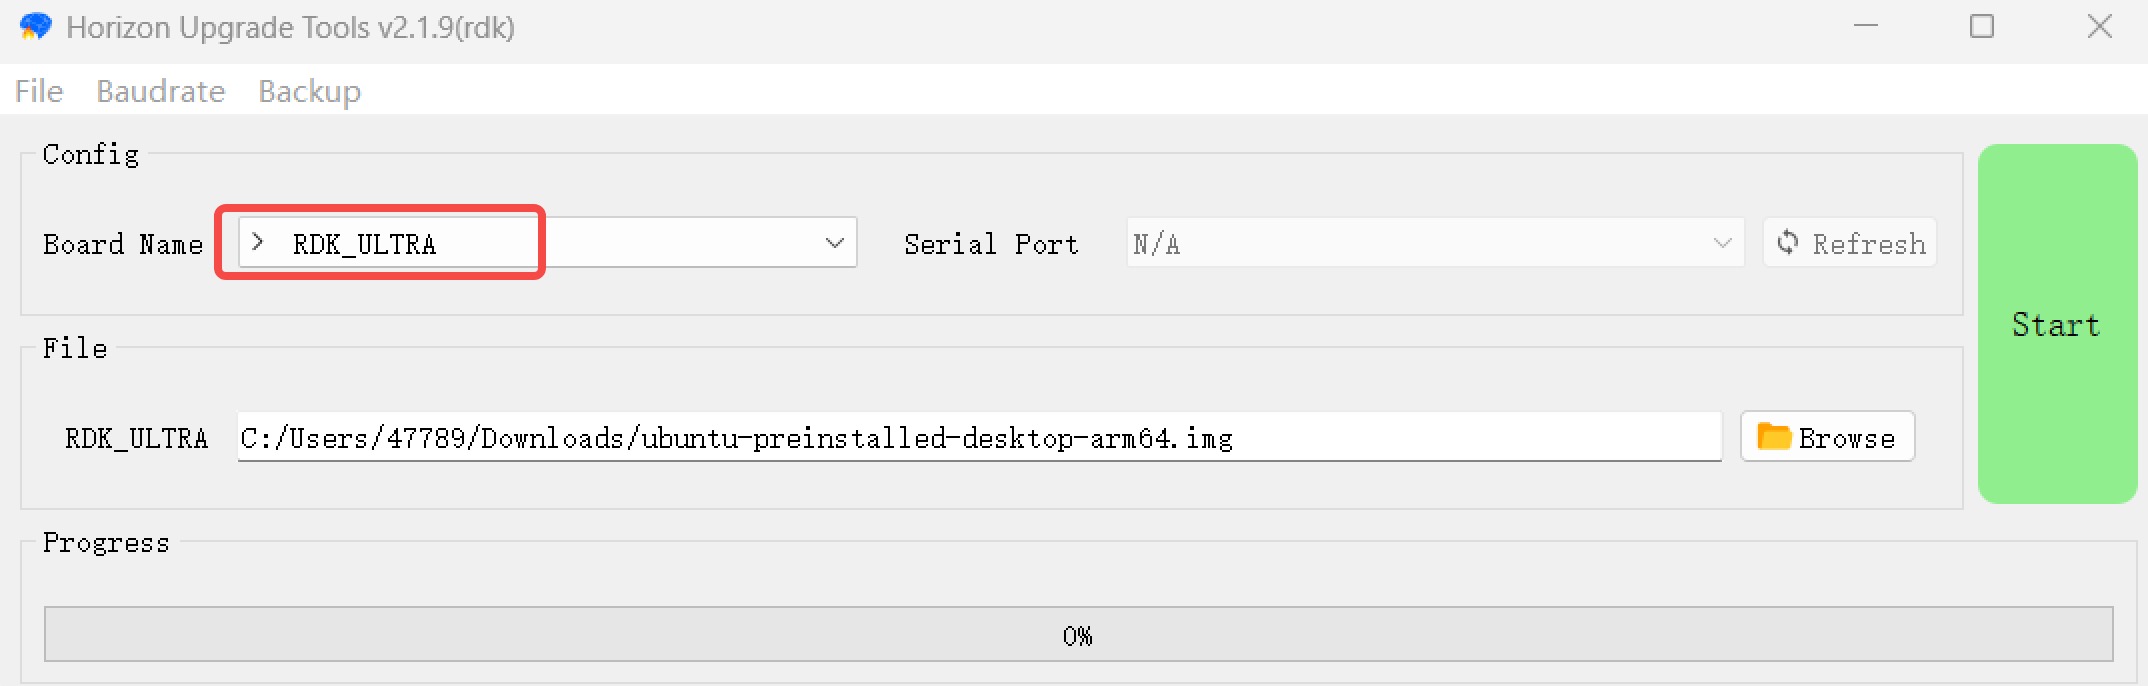 Horizon Upgrade Tools v2.1.9(rdk)
File Baudrate Backup
Config
Board Name RDK_ULTRA Serial Port N/A Refresh
Start
File
RDK_ULTRA C:/Users/47789/Downloads/ubuntu-preinstalled-desktop-arm64.img Browse
Progress
0%